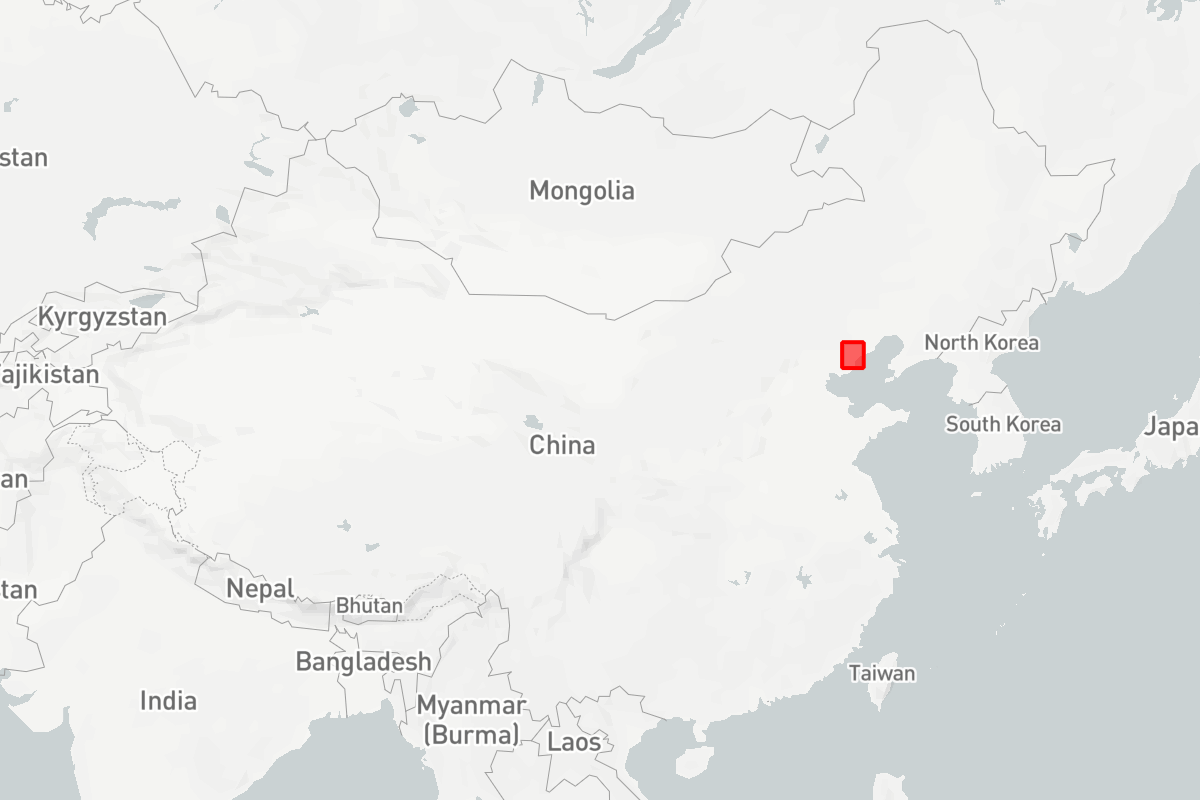 stan
Mongolia
Kyrgyzstan
North Korea
ajikistan
South Korea
Japa
China
an
stan
Nepal
Bhutan
Bangladesh
Taiwan
India
Myanmar
(Burma)
Laos